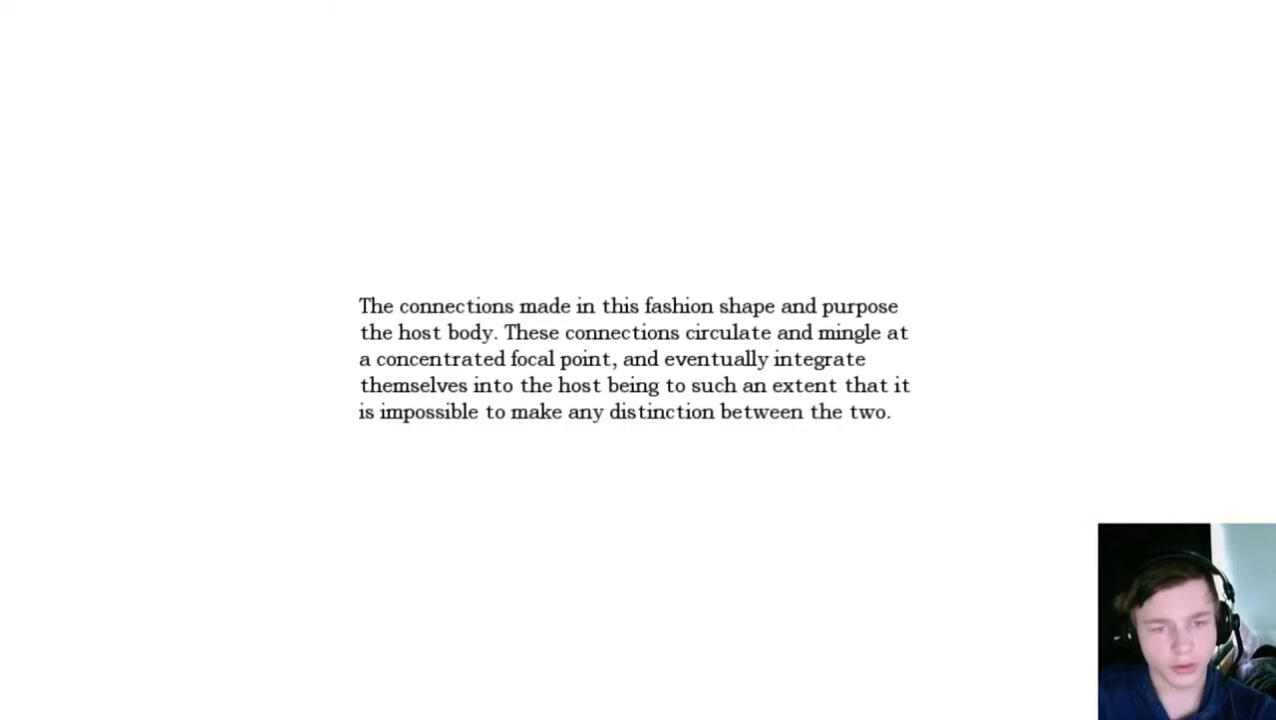 The connections made in this fashion shape and purpose
the host body. These connections circulate and mingle at
a concentrated focal point, and eventually integrate
themselves into the host being to such an extent that it
is impossible to make any distinction between the two.